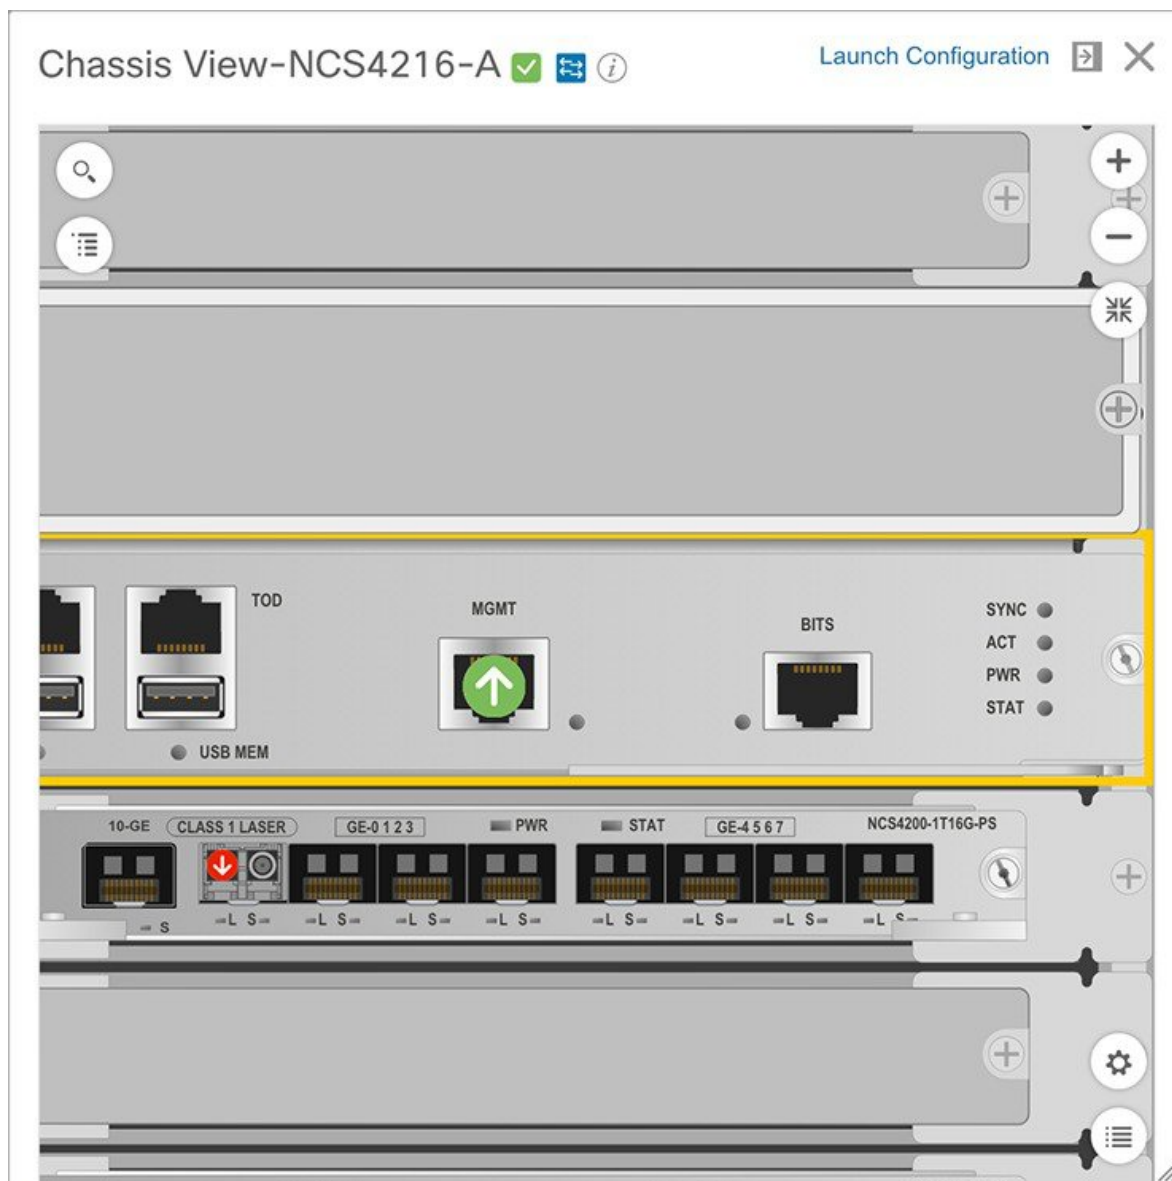 Chassis View-NCS4216-A
Launch Configuration
TOD
MGMT
BITS
SYNC
ACT
PWR
STAT
USB MEM
10-GE CLASS 1 LASER GE-0 1 2 3 PWR STAT GE-4 5 6 7 NCS4200-1T16G-PS
S L S L S L S L S L S L S L S L S